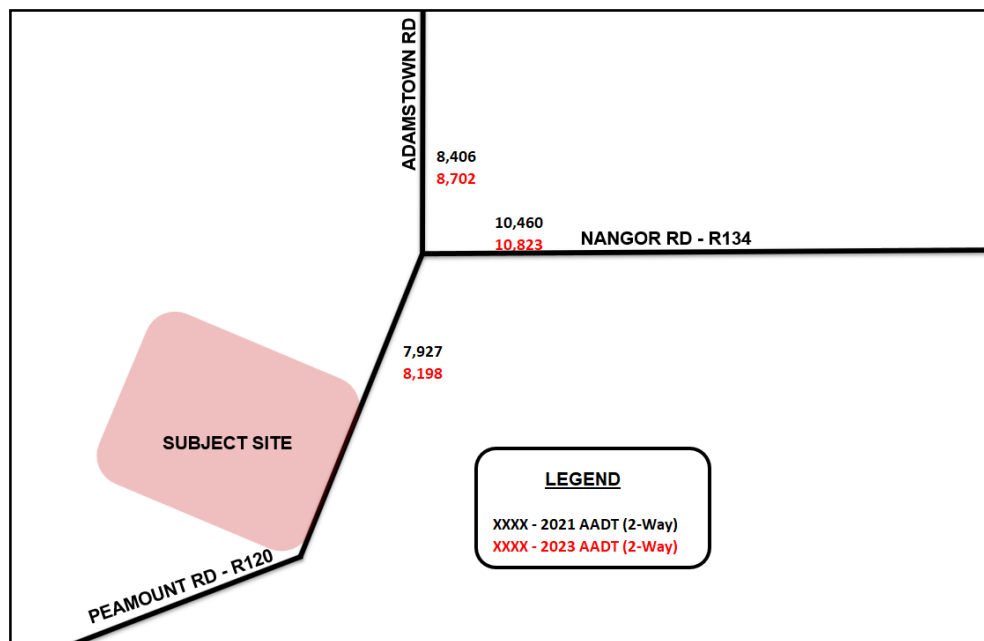 ADAMSTOWN RD
8,406
8,702
10,460
10,823
NANGOR RD - R134
7,927
8,198
SUBJECT SITE
PEAMOUNT RD - R120
LEGEND
XXXX - 2021 AADT (2-Way)
XXXX - 2023 AADT (2-Way)